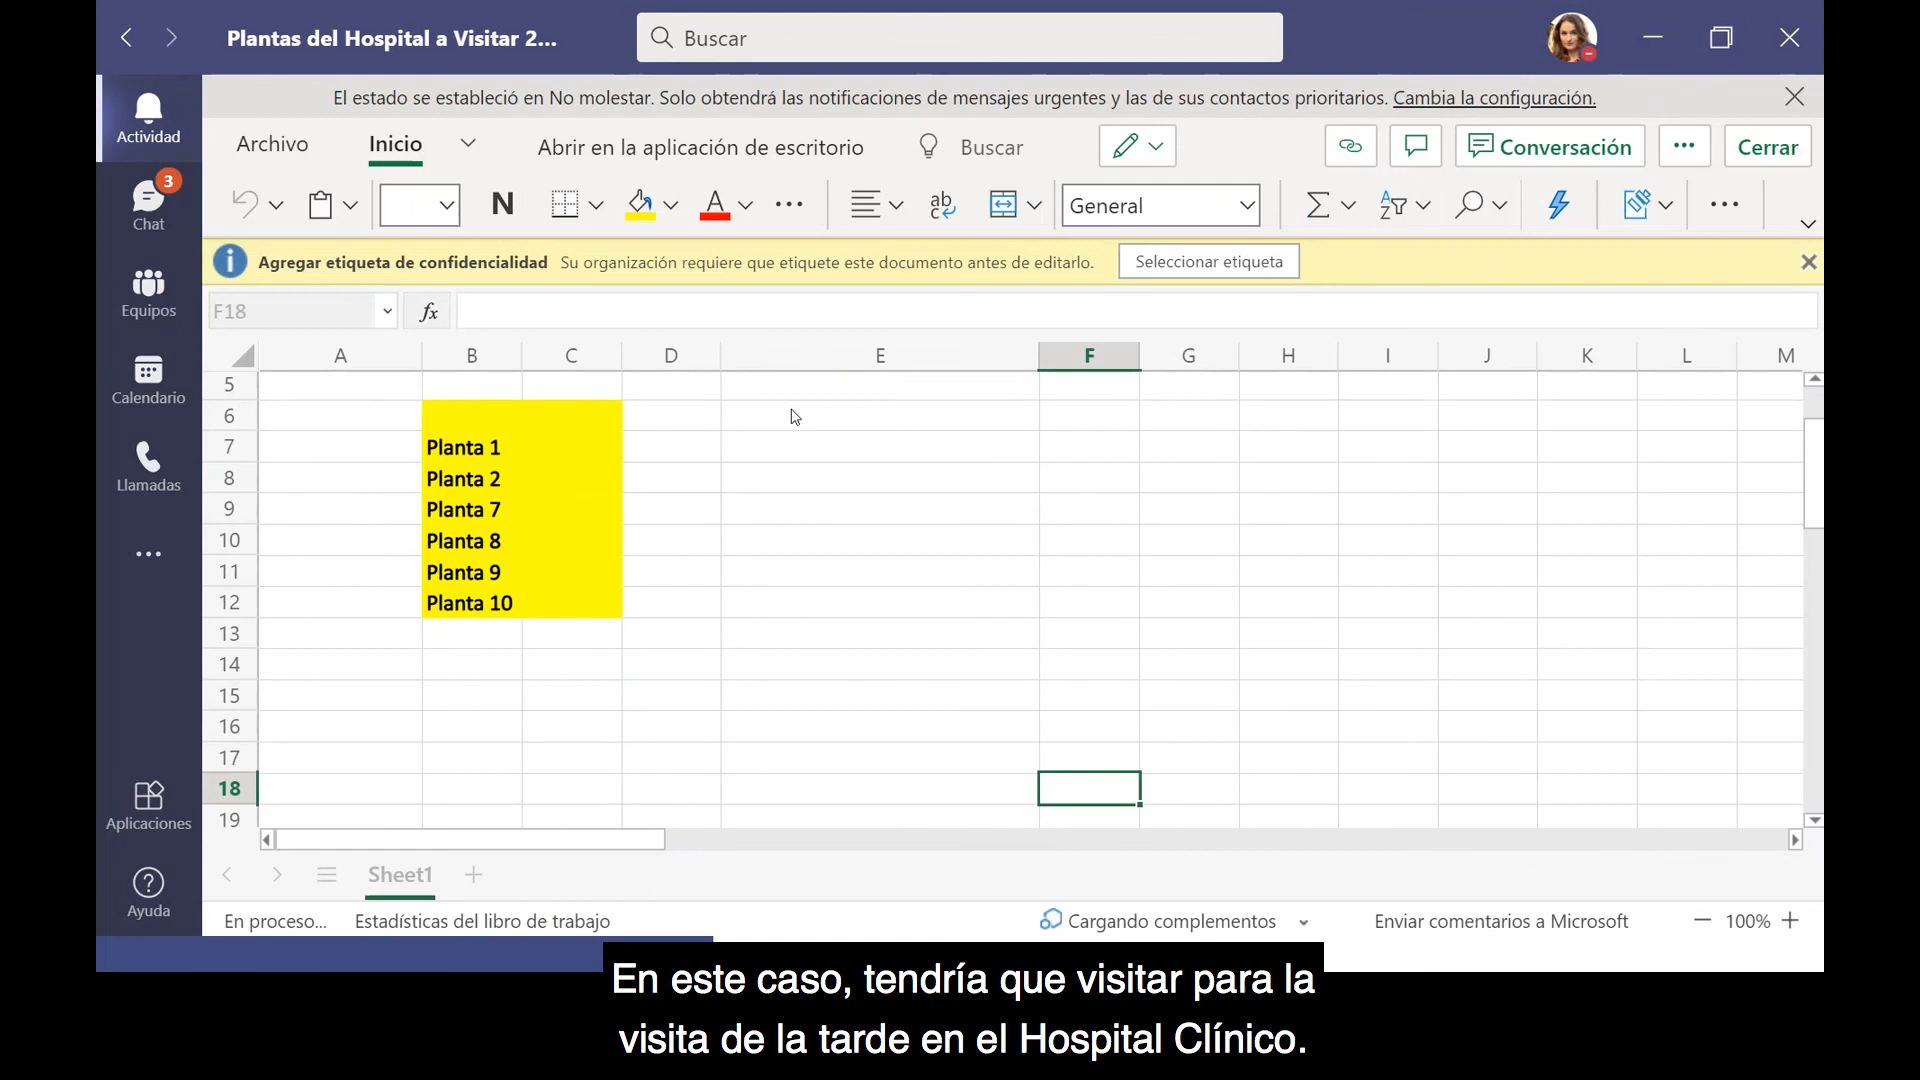 Plantas del Hospital a Visitar 2...
Buscar
El estado se estableció en No molestar. Solo obtendrá las notificaciones de mensajes urgentes y las de sus contactos prioritarios. Cambia la configuración.
Actividad
3
Chat
Equipos
Calendario
Llamadas
Aplicaciones
Ayuda
Archivo
Inicio
Abrir en la aplicación de escritorio
Buscar
Conversación
Cerrar
N
A
ab
c
General
Σ
A
Z
Agregar etiqueta de confidencialidad Su organización requiere que etiquete este documento antes de editarlo. Seleccionar etiqueta
F18
fx
A B C D E F G H I J K L M
5
6
7 Planta 1
8 Planta 2
9 Planta 7
10 Planta 8
11 Planta 9
12 Planta 10
13
14
15
16
17
18
19
Sheet1
En proceso... Estadísticas del libro de trabajo Cargando complementos Enviar comentarios a Microsoft 100%
En este caso, tendría que visitar para la
visita de la tarde en el Hospital Clínico.